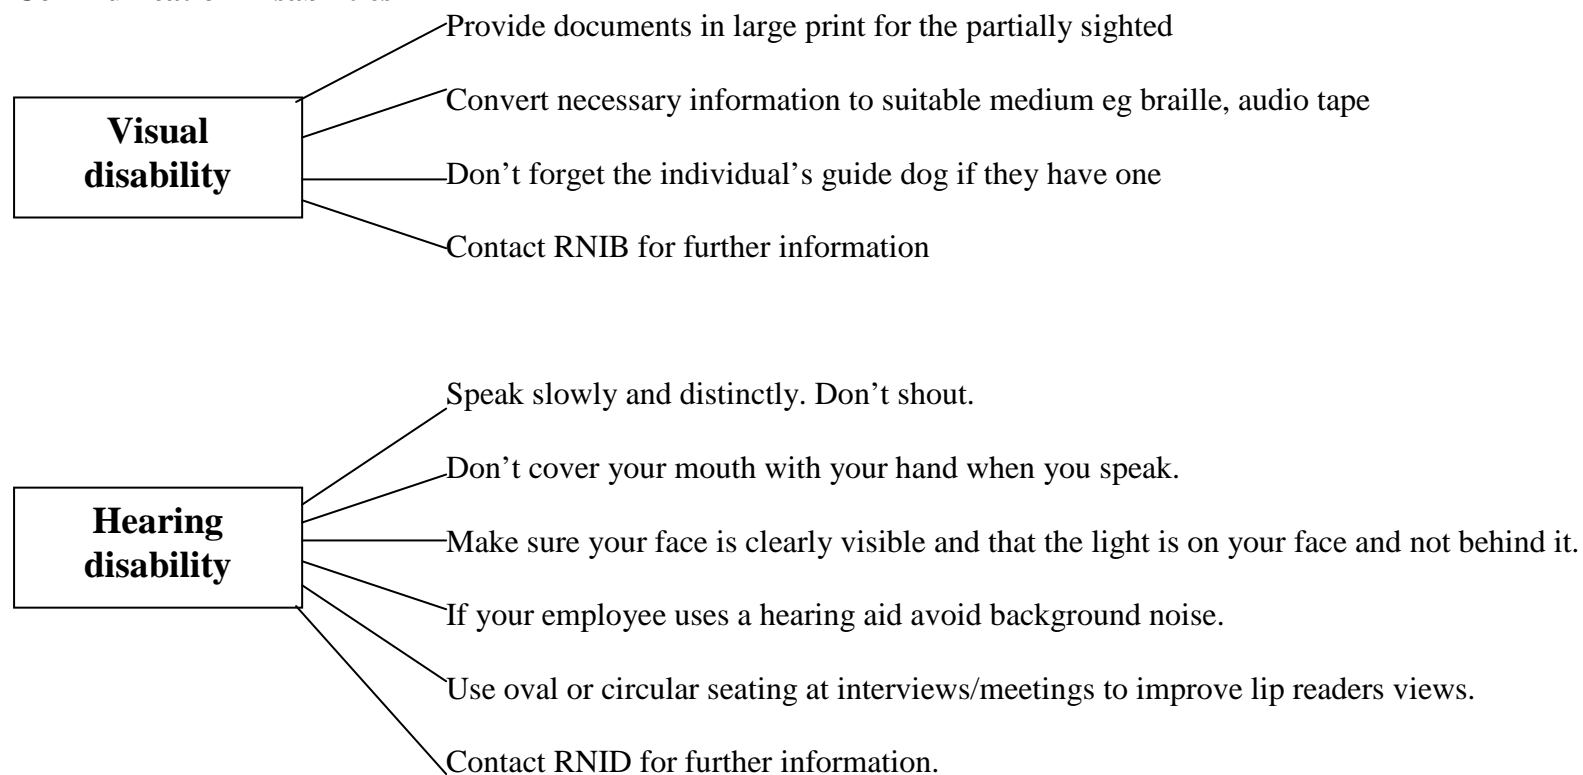 Provide documents in large print for the partially sighted
Convert necessary information to suitable medium eg braille, audio tape
Visual
disability
Don’t forget the individual’s guide dog if they have one
Contact RNIB for further information
Speak slowly and distinctly. Don’t shout.
Don’t cover your mouth with your hand when you speak.
Hearing
disability
Make sure your face is clearly visible and that the light is on your face and not behind it.
If your employee uses a hearing aid avoid background noise.
Use oval or circular seating at interviews/meetings to improve lip readers views.
Contact RNID for further information.